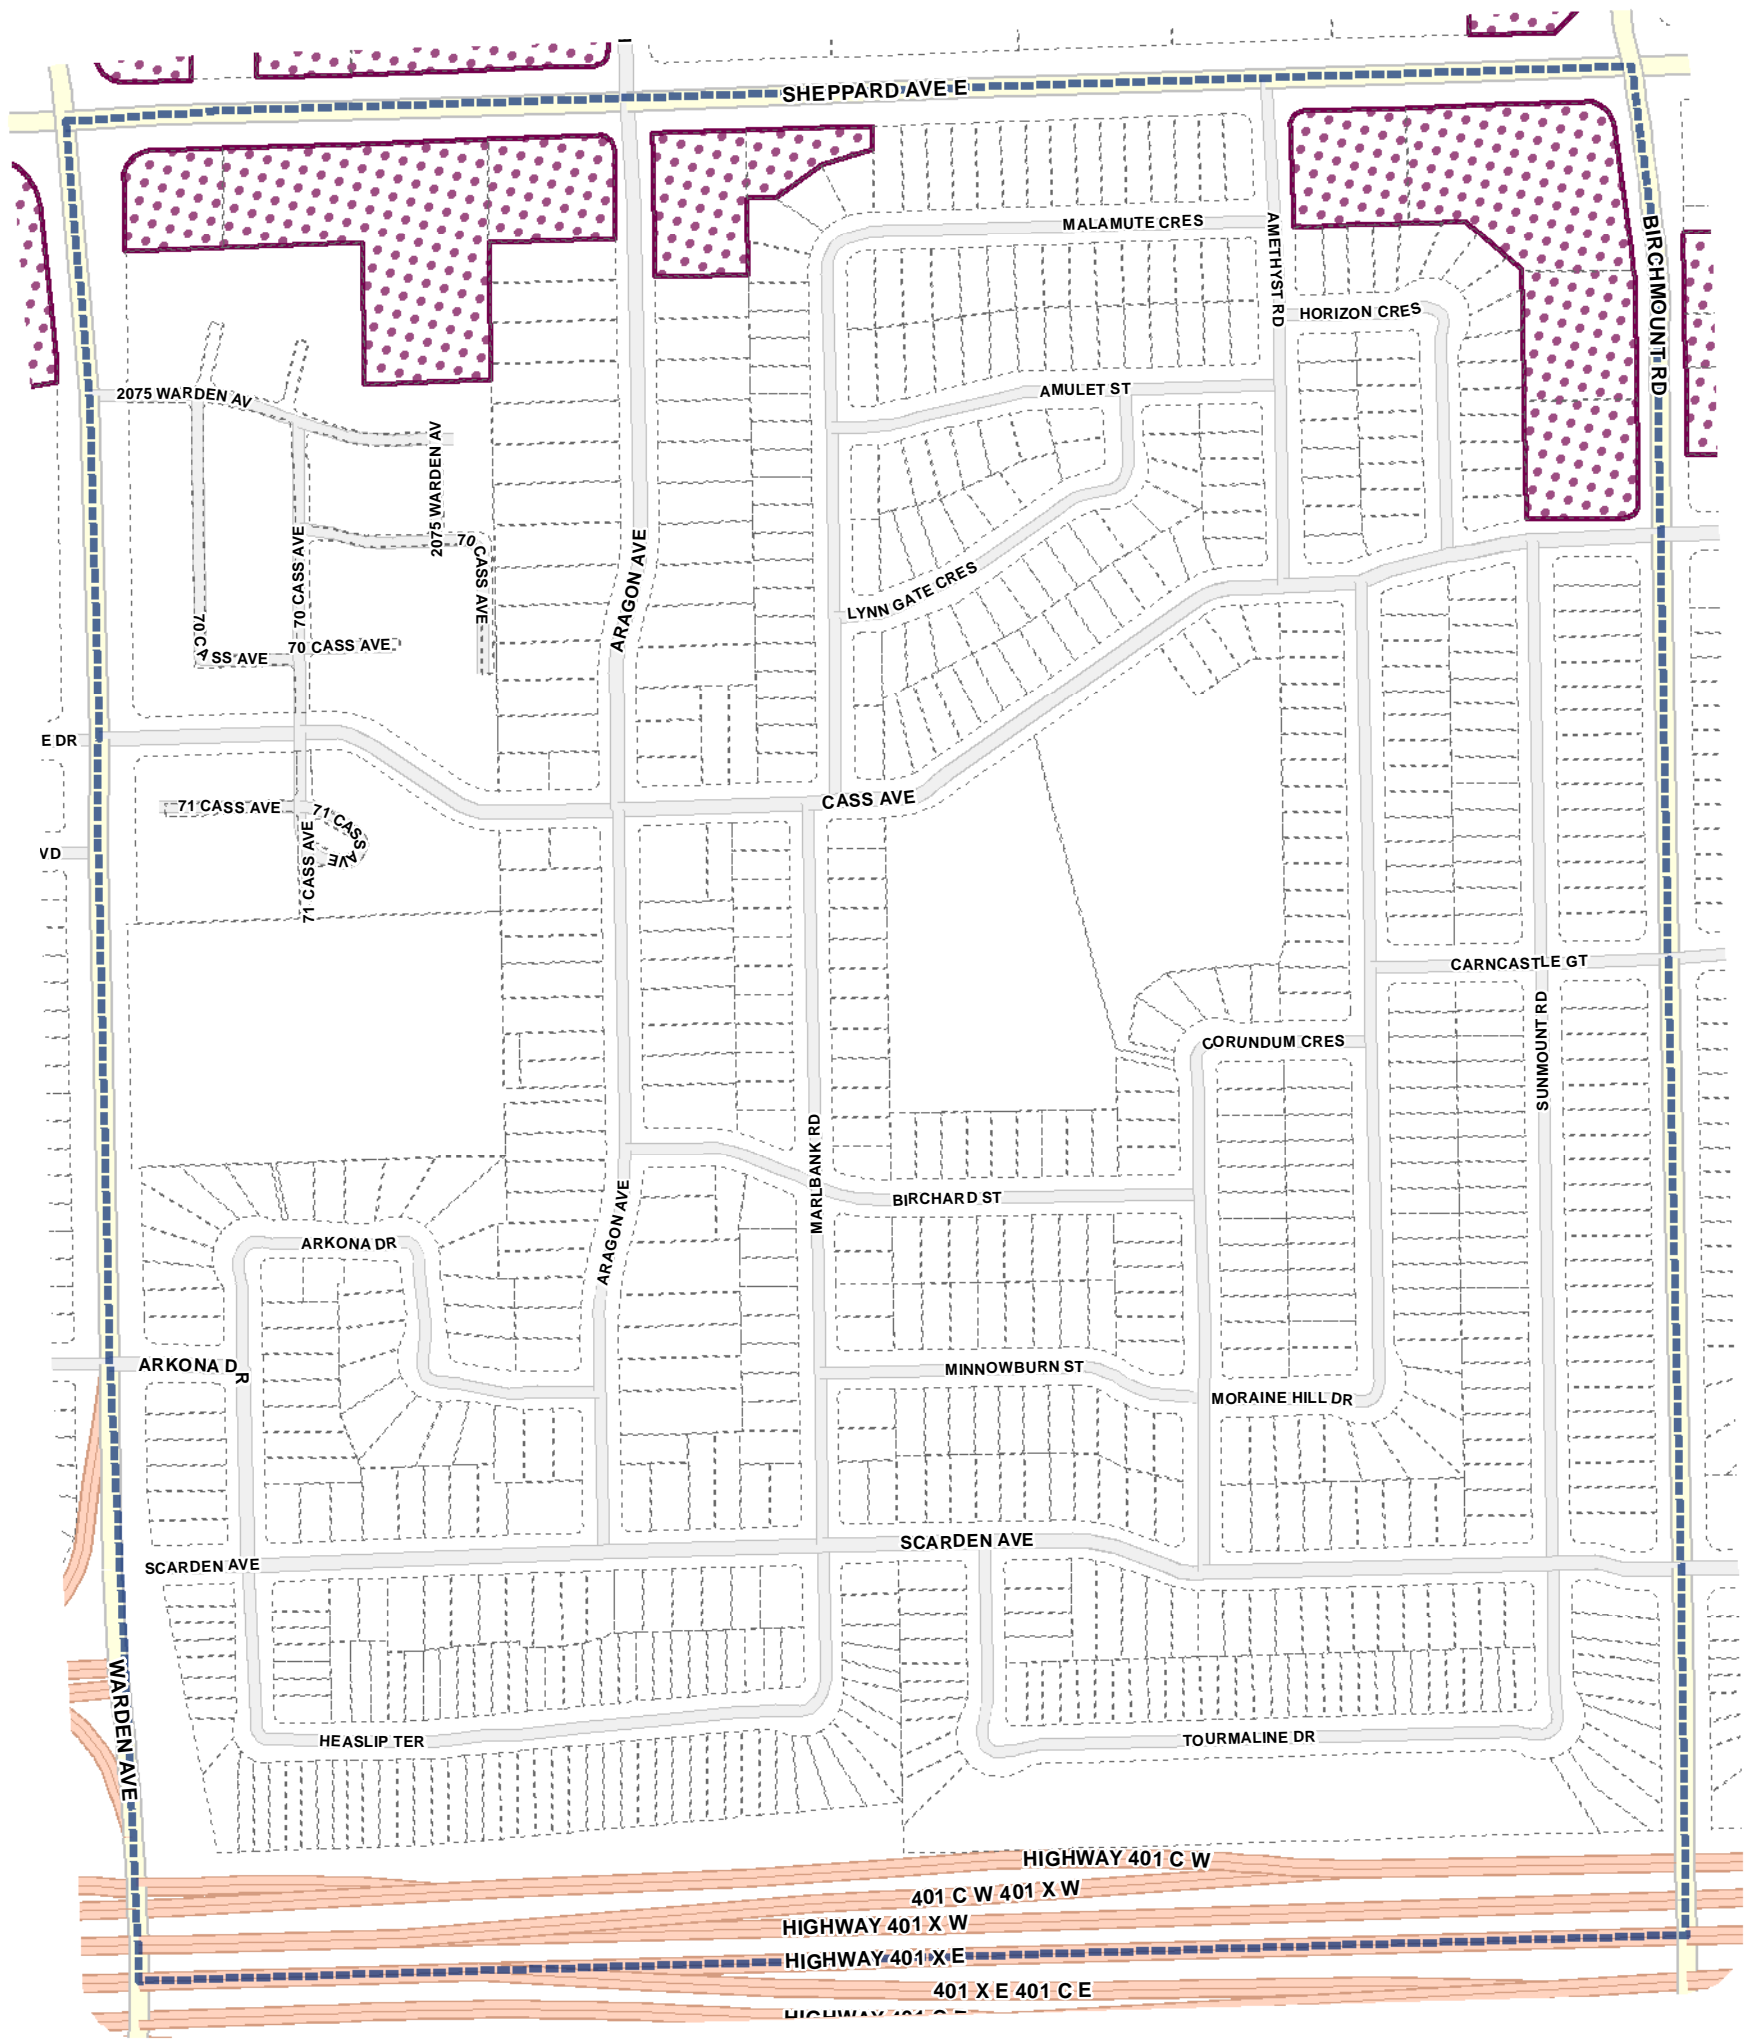 SHEPPARD AVE E
MALAMUTE CRES
AMETHYST RD
BIRCHMOUNT RD
HORIZON CRES
2075 WARDEN AV
AMULET ST
2075 WARDEN AV
70 CASS AVE
70 CASS AVE
ARAGON AVE
LYNN GATE CRES
70 CASS AVE
70 CASS AVE
E DR
CASS AVE
71 CASS AVE
71 CASS AVE
71 CASS AVE
VD
CARNCASTLE GT
SUNMOUNT RD
CORUNDUM CRES
MARLBANK RD
BIRCHARD ST
ARAGON AVE
ARKONA DR
ARKONA DR
MINNOWBURN ST
MORAINE HILL DR
SCARDEN AVE
SCARDEN AVE
WARDEN AVE
HEASLIP TER
TOURMALINE DR
HIGHWAY 401 C W
401 C W 401 X W
HIGHWAY 401 X W
HIGHWAY 401 X E
401 X E 401 C E